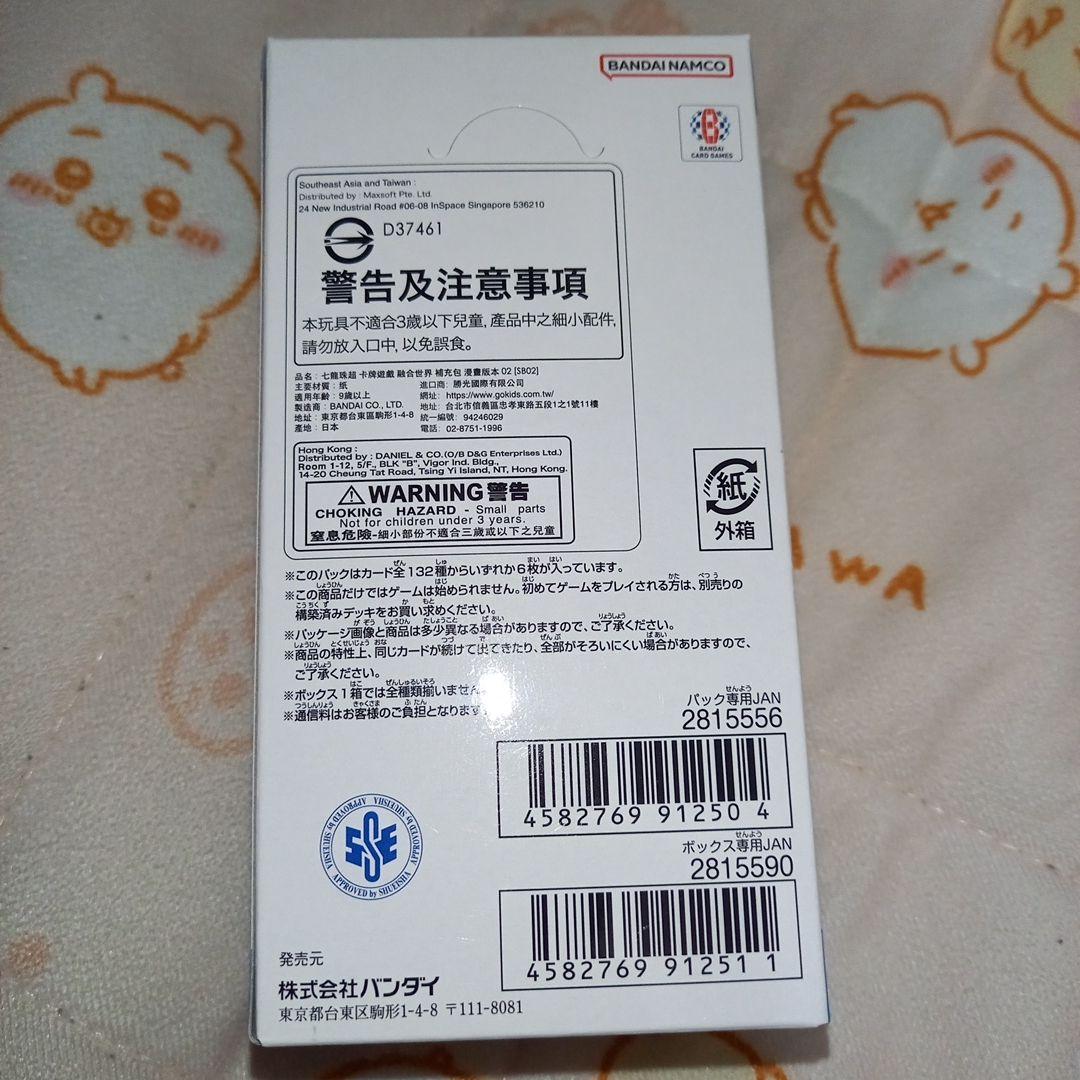 BANDAI NAMCO
BANDAI
CARD GAMES
Southeast Asia and Taiwan :
Distributed by : Maxsoft Pte. Ltd.
24 New Industrial Road #06-08 InSpace Singapore 536210
D37461
警告及注意事項
本玩具不適合3歲以下兒童, 產品中之細小配件,
請勿放入口中, 以免誤食。
品名 : 七龍珠超 卡牌遊戲 融合世界 補充包 漫畫版本 02 [SB02]
主要材質 : 紙 進口商: 勝光國際有限公司
適用年齡 : 9歲以上 網址: https://www.gokids.com.tw/
製造商 : BANDAI CO., LTD. 地址: 台北市信義區忠孝東路五段1之1號11樓
地址 : 東京都台東區駒形1-4-8 統一編號: 94246029
產地 : 日本 電話: 02-8751-1996
Hong Kong :
Distributed by : DANIEL & CO.(O/B D&G Enterprises Ltd.)
Room 1-12, 5/F., BLK "B", Vigor Ind. Bldg.,
14-20 Cheung Tat Road, Tsing Yi Island, NT, Hong Kong.
WARNING 警告
CHOKING HAZARD - Small parts
Not for children under 3 years.
窒息危險-細小部份不適合三歲或以下之兒童
紙
外箱
※このパックはカード全132種からいずれか6枚が入っています。
※この商品だけではゲームは始められません。初めてゲームをプレイされる方は、別売りの
構築済みデッキをお買い求めください。
※パッケージ画像と商品は多少異なる場合がありますので、ご了承ください。
※商品の特性上、同じカードが続けて出てきたり、全部がそろいにくい場合がありますので、
ご了承ください。
※ボックス1箱では全種類揃いません
※通信料はお客様のご負担となります
パック専用JAN
2815556
4582769 91250 4
ボックス専用JAN
2815590
4582769 91251 1
APPROVED by SHUEISHA APPROVED by SHUEISHA APPROVED by SHUEISHA
発売元
株式会社バンダイ
東京都台東区駒形1-4-8 〒111-8081
WA